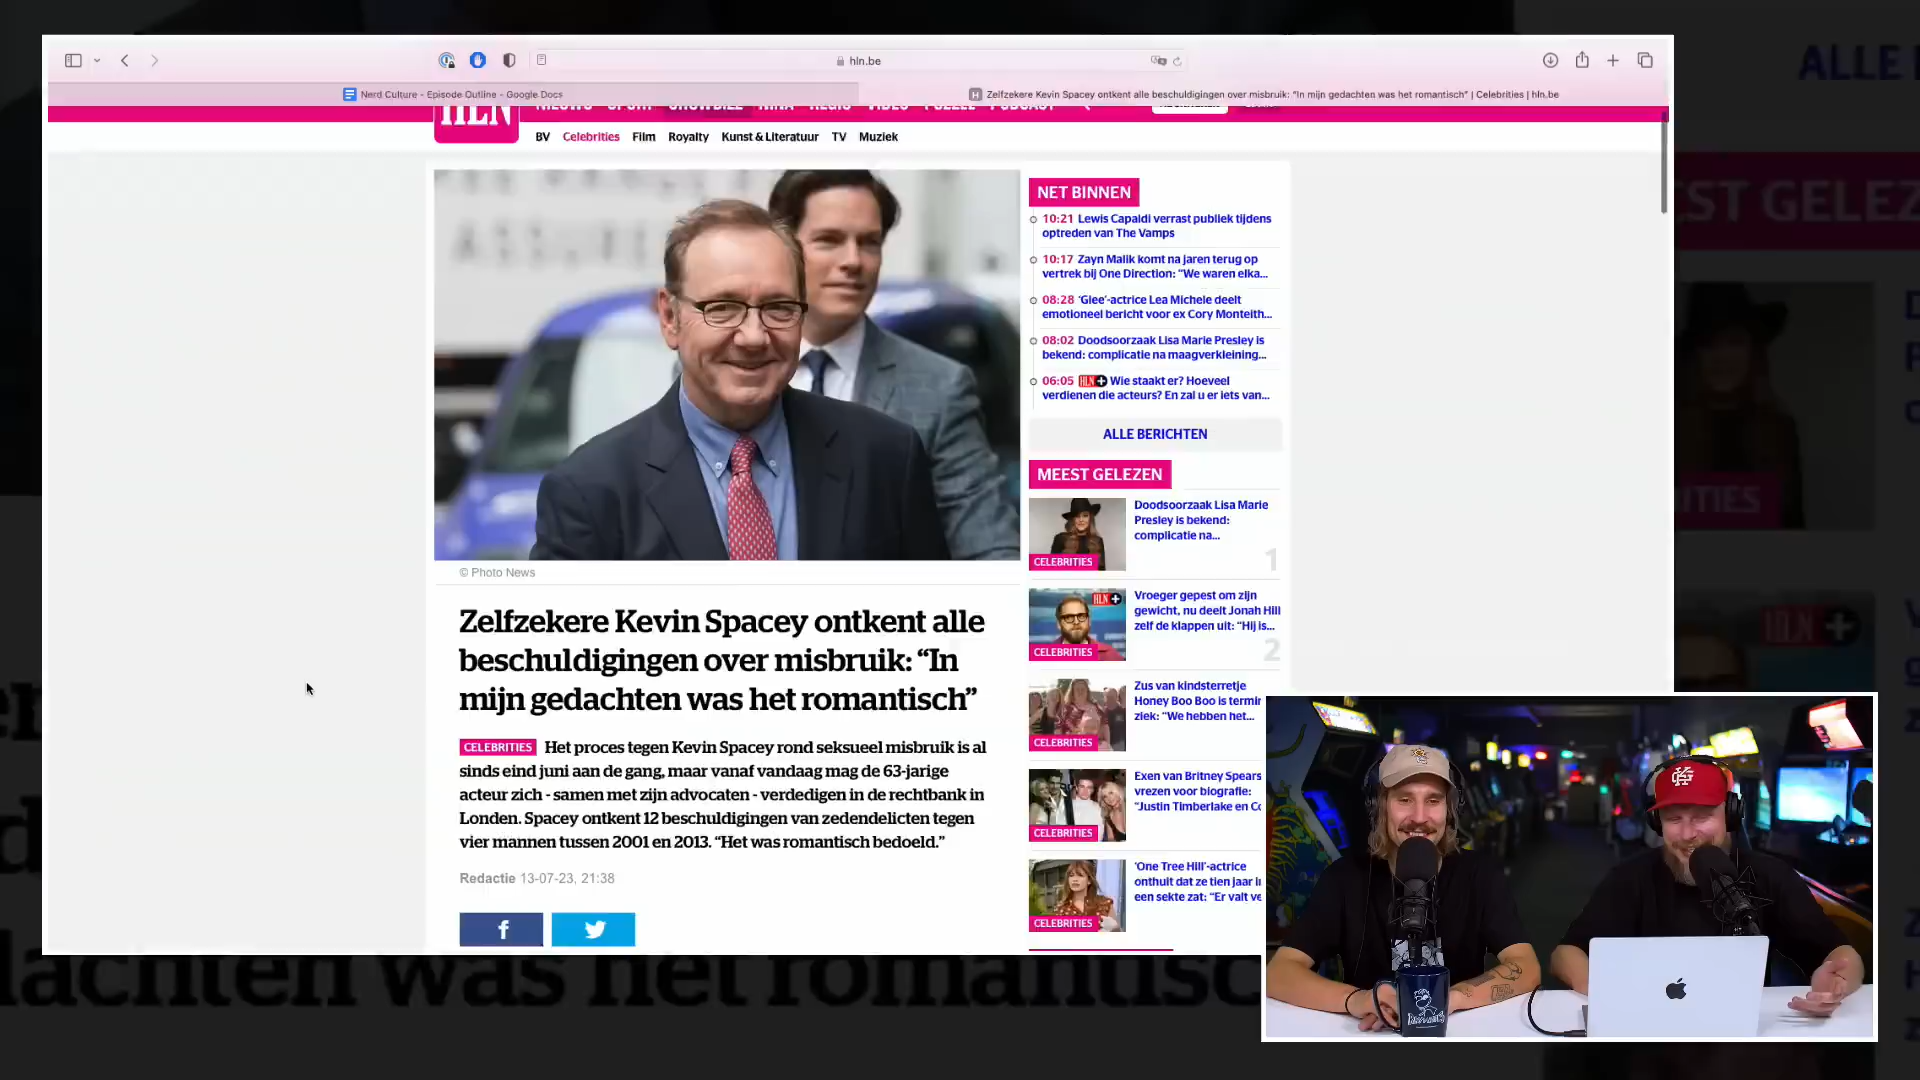 hln.be
Nerd Culture - Episode Outline - Google Docs
Zelfzekere Kevin Spacey ontkent alle beschuldigingen over misbruik: "In mijn gedachten was het romantisch" | Celebrities | hln.be
HLN
BV Celebrities Film Royalty Kunst & Literatuur TV Muziek
© Photo News
Zelfzekere Kevin Spacey ontkent alle
beschuldigingen over misbruik: “In
mijn gedachten was het romantisch”
CELEBRITIES Het proces tegen Kevin Spacey rond seksueel misbruik is al
sinds eind juni aan de gang, maar vanaf vandaag mag de 63-jarige
acteur zich - samen met zijn advocaten - verdedigen in de rechtbank in
Londen. Spacey ontkent 12 beschuldigingen van zedendelicten tegen
vier mannen tussen 2001 en 2013. “Het was romantisch bedoeld.”
Redactie 13-07-23, 21:38
NET BINNEN
10:21 Lewis Capaldi verrast publiek tijdens
optreden van The Vamps
10:17 Zayn Malik komt na jaren terug op
vertrek bij One Direction: “We waren elka...
08:28 ‘Glee’-actrice Lea Michele deelt
emotioneel bericht voor ex Cory Monteith...
08:02 Doodsoorzaak Lisa Marie Presley is
bekend: complicatie na maagverkleining...
06:05 HLN+ Wie staakt er? Hoeveel
verdienen die acteurs? En zal u er iets van...
ALLE BERICHTEN
MEEST GELEZEN
Doodsoorzaak Lisa Marie
Presley is bekend:
complicatie na...
CELEBRITIES
1
HLN+
Vroeger gepest om zijn
gewicht, nu deelt Jonah Hill
zelf de klappen uit: “Hij is...
CELEBRITIES
2
Zus van kindsterretje
Honey Boo Boo is termin
ziek: “We hebben het...
CELEBRITIES
Exen van Britney Spears
vrezen voor biografie:
“Justin Timberlake en
CELEBRITIES
‘One Tree Hill’-actrice
onthult dat ze tien jaar
een sekte zat: “Er valt
CELEBRITIES